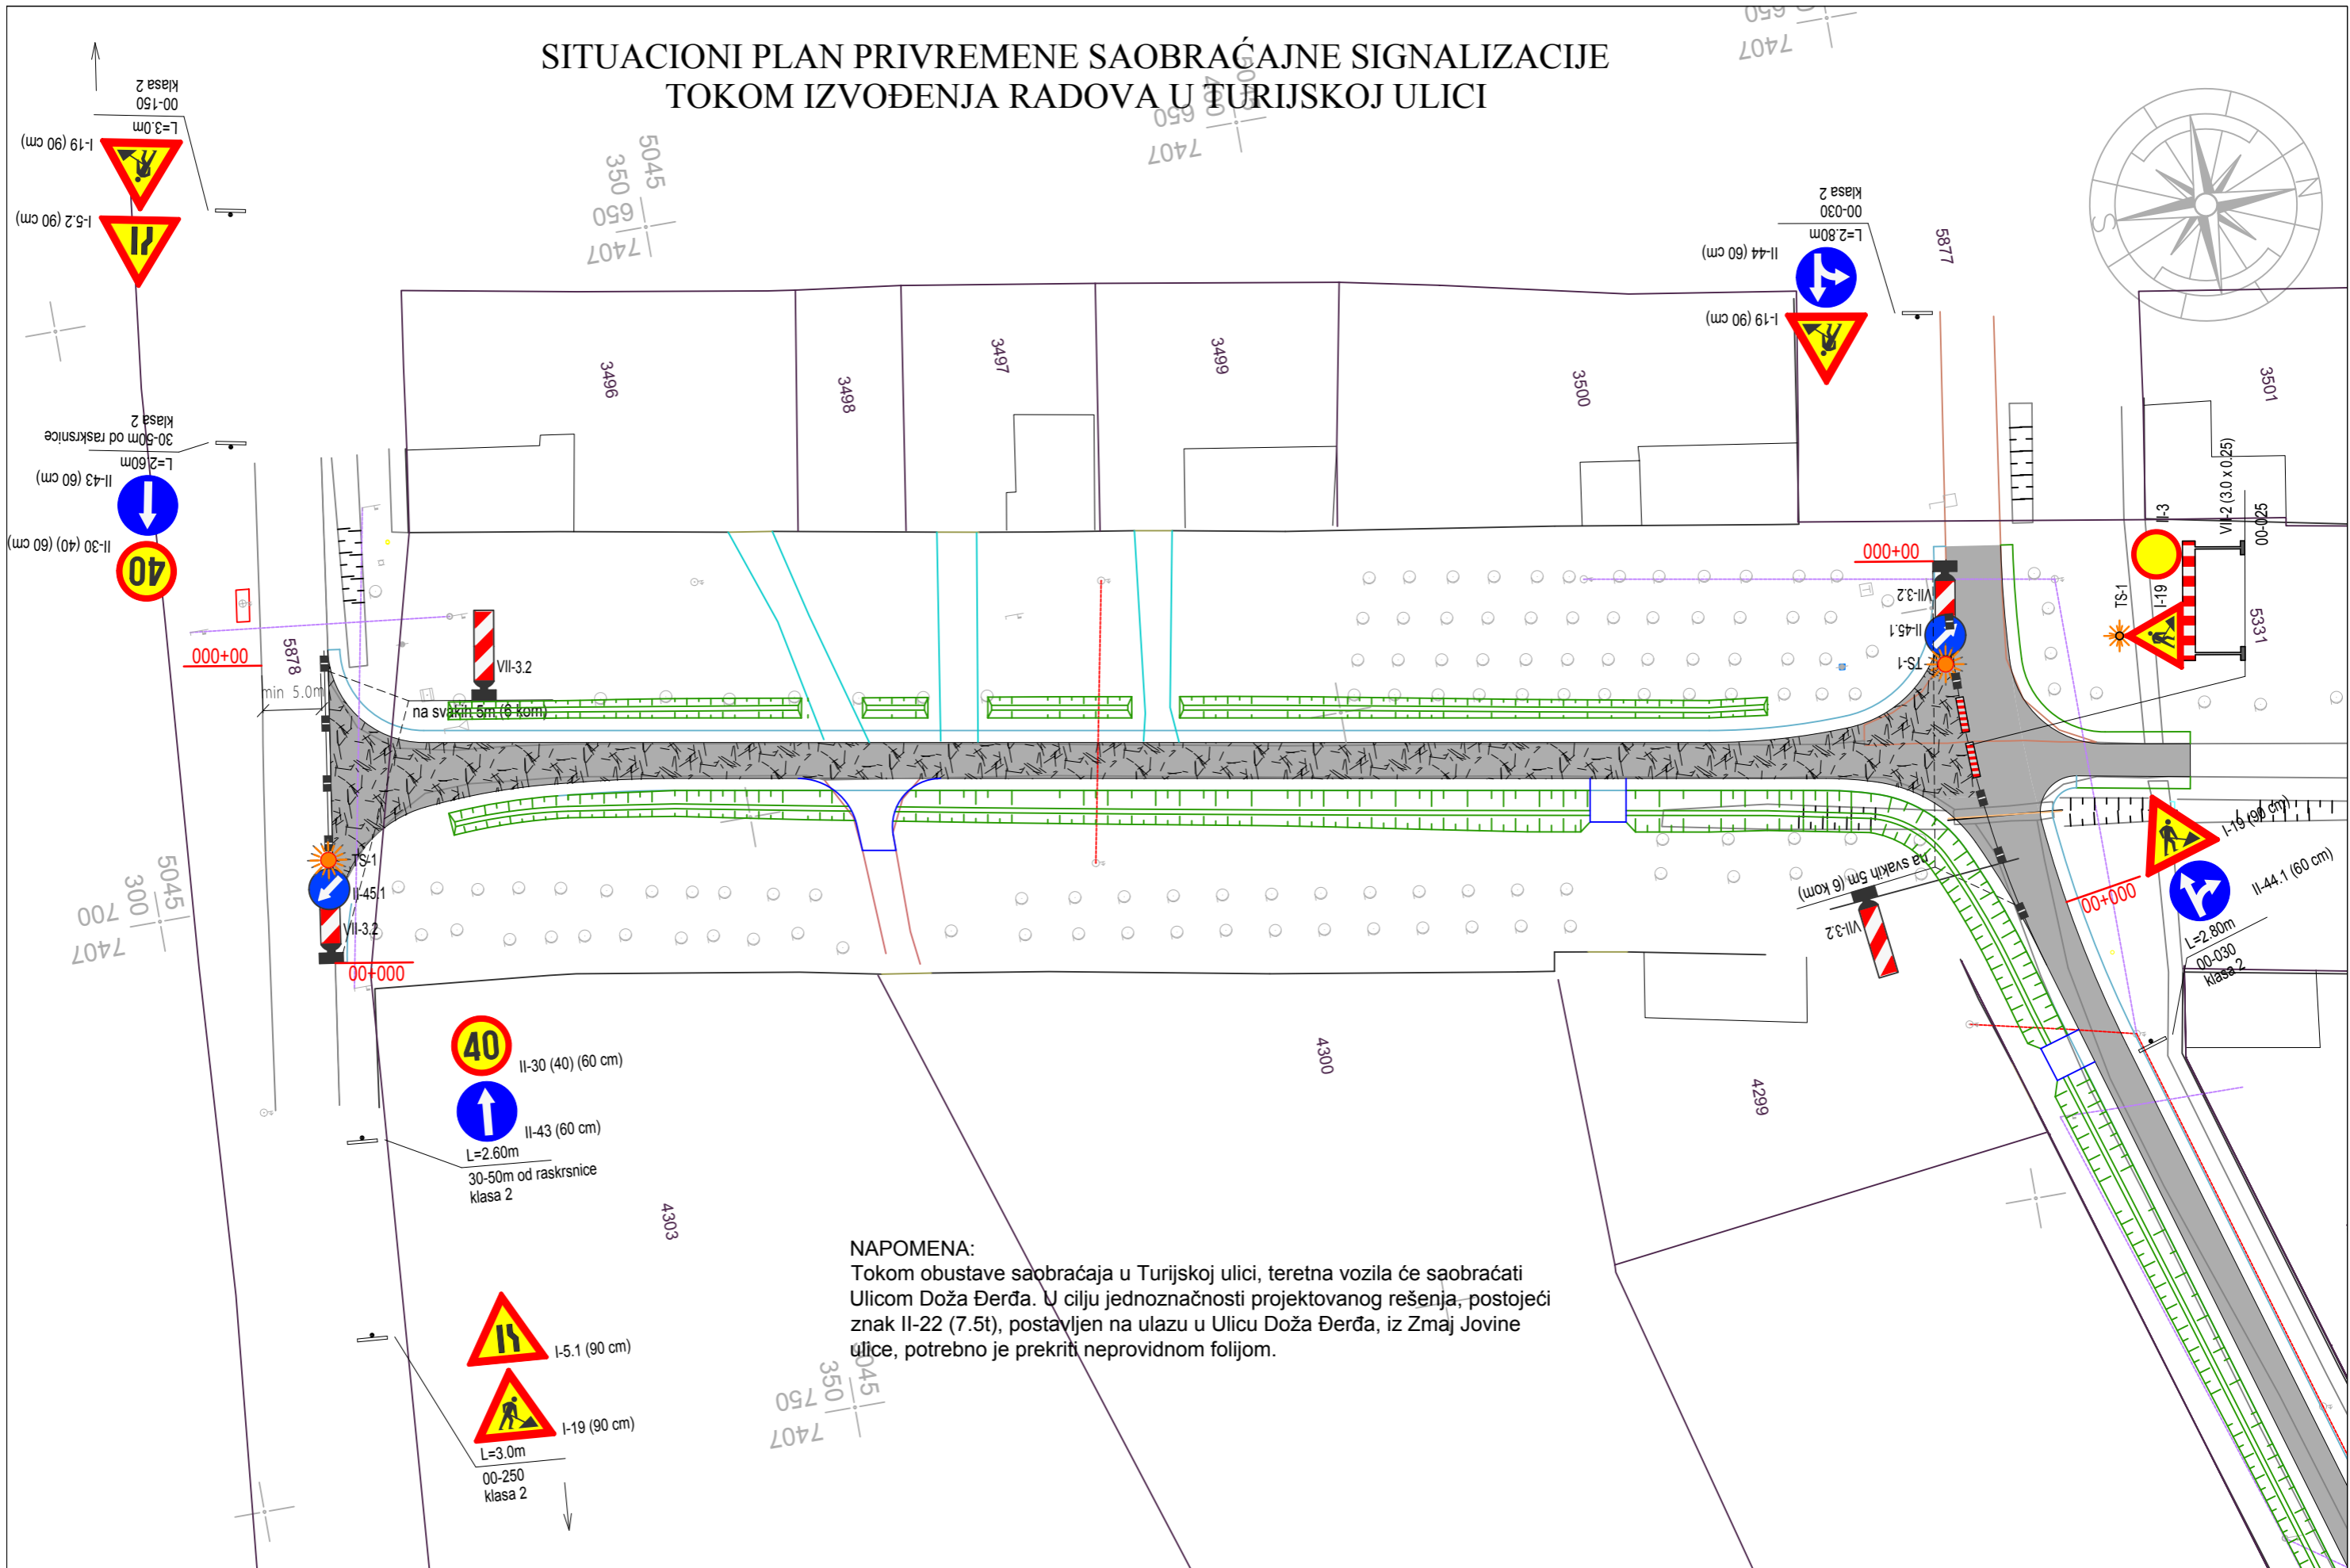 SITUACIONI PLAN PRIVREMENE SAOBRAĆAJNE SIGNALIZACIJE
TOKOM IZVOĐENJA RADOVA U TURIJSKOJ ULICI
klasa 2
00-150
L=3.0m
I-19 (90 cm)
I-5.2 (90 cm)
klasa 2
30-50m od raskrsnice
L=2.60m
II-43 (60 cm)
II-30 (40) (60 cm)
40
5045
350
650
7407
5045
400
650
7407
650
7407
klasa 2
00-030
L=2.80m
II-44 (60 cm)
I-19 (90 cm)
5877
N
S
3496
3498
3497
3499
3500
3501
000+00
5878
min 5.0m
VII-3.2
na svakih 5m (6 kom)
000+00
VII-3.2
II-45.1
TS-1
II-3
VII-2 (3.0 x 0.25)
00-025
TS-1
I-19
5331
TS-1
II-45.1
VII-3.2
00+000
5045
300
700
7407
na svakih 5m (6 kom)
VII-3.2
00+000
I-19 (90 cm)
II-44.1 (60 cm)
L=2.80m
00-030
klasa 2
40
II-30 (40) (60 cm)
II-43 (60 cm)
L=2.60m
30-50m od raskrsnice
klasa 2
4303
4300
4299
I-5.1 (90 cm)
I-19 (90 cm)
L=3.0m
00-250
klasa 2
NAPOMENA:
Tokom obustave saobraćaja u Turijskoj ulici, teretna vozila će saobraćati
Ulicom Doža Đerđa. U cilju jednoznačnosti projektovanog rešenja, postojeći
znak II-22 (7.5t), postavljen na ulazu u Ulicu Doža Đerđa, iz Zmaj Jovine
ulice, potrebno je prekriti neprovidnom folijom.
5045
350
750
7407